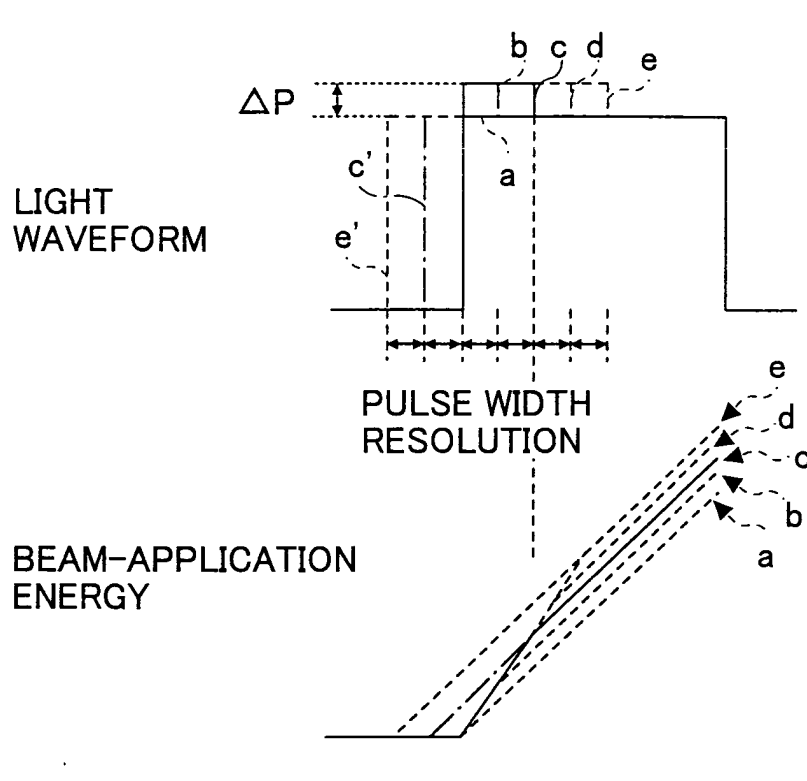 b c d e
ΔP
a
c'
LIGHT
WAVEFORM
e'
PULSE WIDTH
RESOLUTION
e
d
c
b
a
BEAM-APPLICATION
ENERGY